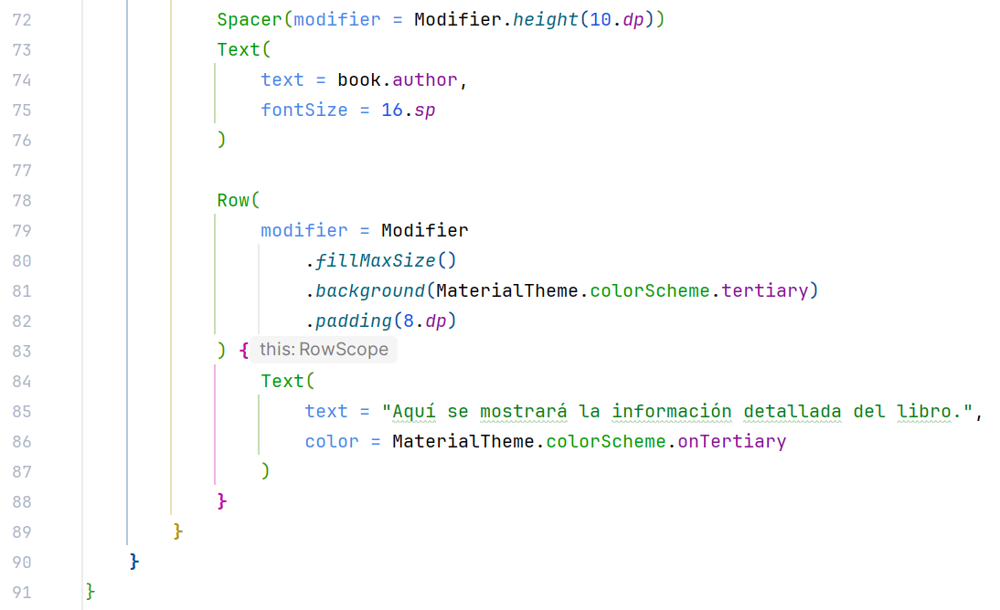 72 Spacer(modifier = Modifier.height(10.dp))
73 Text(
74 text = book.author,
75 fontSize = 16.sp
76 )
77
78 Row(
79 modifier = Modifier
80 .fillMaxSize()
81 .background(MaterialTheme.colorScheme.tertiary)
82 .padding(8.dp)
83 ) { this: RowScope
84 Text(
85 text = "Aquí se mostrará la información detallada del libro.",
86 color = MaterialTheme.colorScheme.onTertiary
87 )
88 }
89 }
90 }
91 }